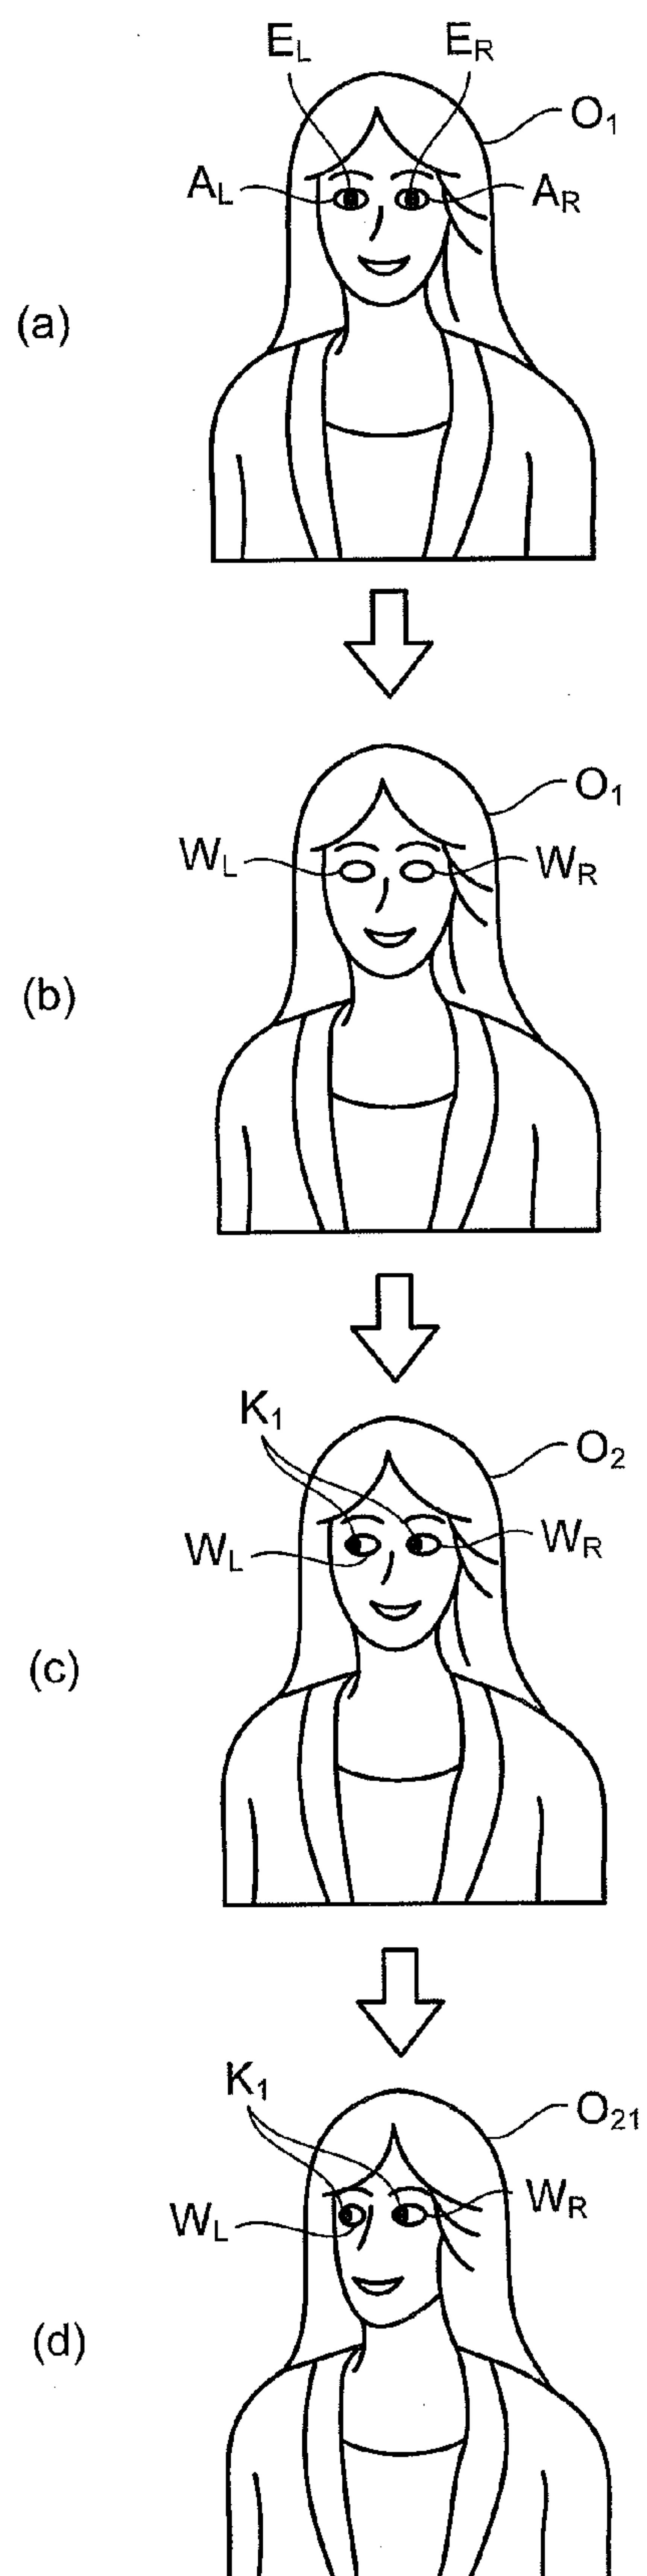 E_L E_R
O_1
A_L A_R
(a)
O_1
W_L W_R
(b)
K_1
O_2
W_L W_R
(c)
K_1
O_21
W_L W_R
(d)